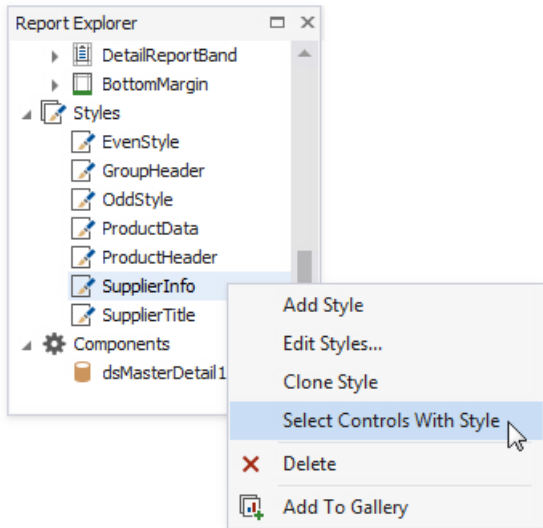 Report Explorer
DetailReportBand
BottomMargin
Styles
EvenStyle
GroupHeader
OddStyle
ProductData
ProductHeader
SupplierInfo
SupplierTitle
Components
dsMasterDetail1
Add Style
Edit Styles...
Clone Style
Select Controls With Style
Delete
Add To Gallery